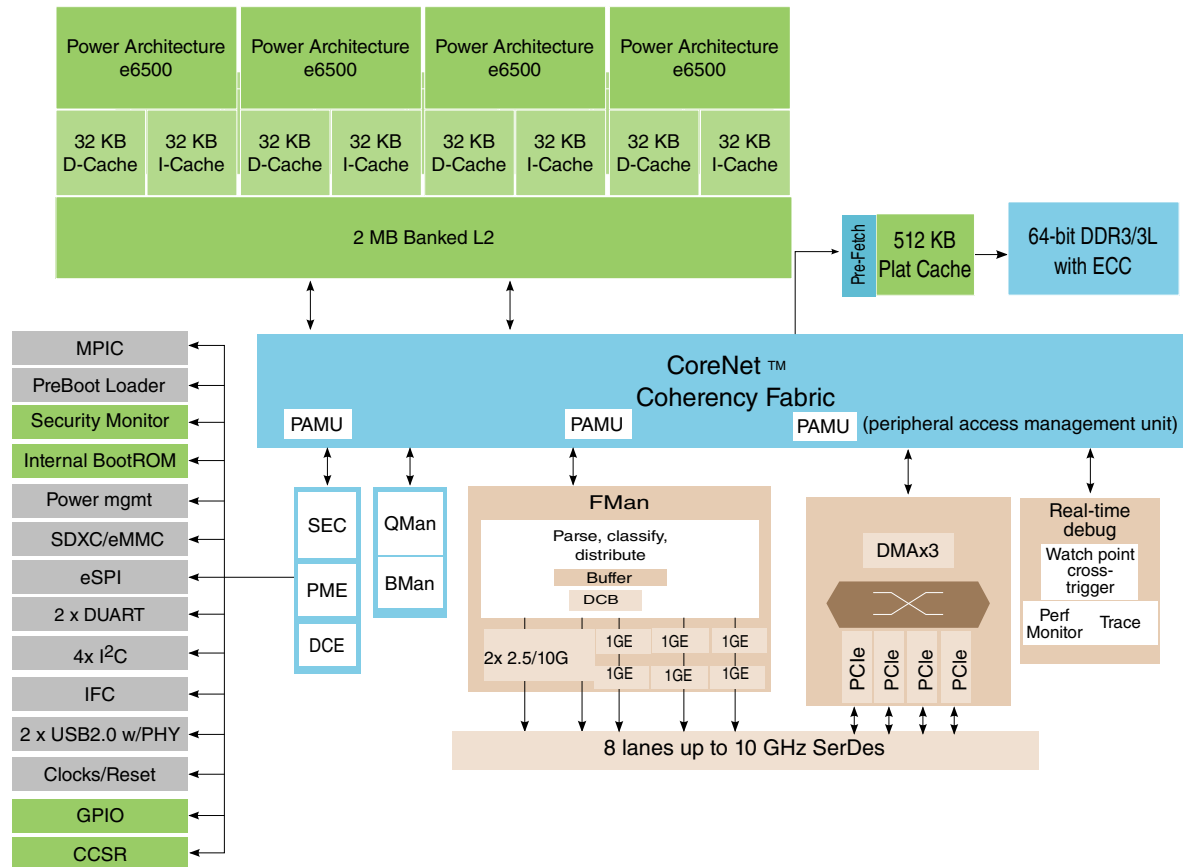 Power Architecture
e6500
Power Architecture
e6500
Power Architecture
e6500
Power Architecture
e6500
32 KB
D-Cache
32 KB
I-Cache
32 KB
D-Cache
32 KB
I-Cache
32 KB
D-Cache
32 KB
I-Cache
32 KB
D-Cache
32 KB
I-Cache
2 MB Banked L2
Pre-Fetch
512 KB
Plat Cache
64-bit DDR3/3L
with ECC
MPIC
PreBoot Loader
Security Monitor
Internal BootROM
Power mgmt
SDXC/eMMC
eSPI
2 x DUART
4x I²C
IFC
2 x USB2.0 w/PHY
Clocks/Reset
GPIO
CCSR
CoreNet TM
Coherency Fabric
PAMU
PAMU
PAMU (peripheral access management unit)
SEC
PME
DCE
QMan
BMan
FMan
Parse, classify,
distribute
Buffer
DCB
2x 2.5/10G
1GE
1GE
1GE
1GE
1GE
1GE
DMAx3
PCIe
PCIe
PCIe
PCIe
Real-time
debug
Watch point
cross-
trigger
Perf
Monitor
Trace
8 lanes up to 10 GHz SerDes